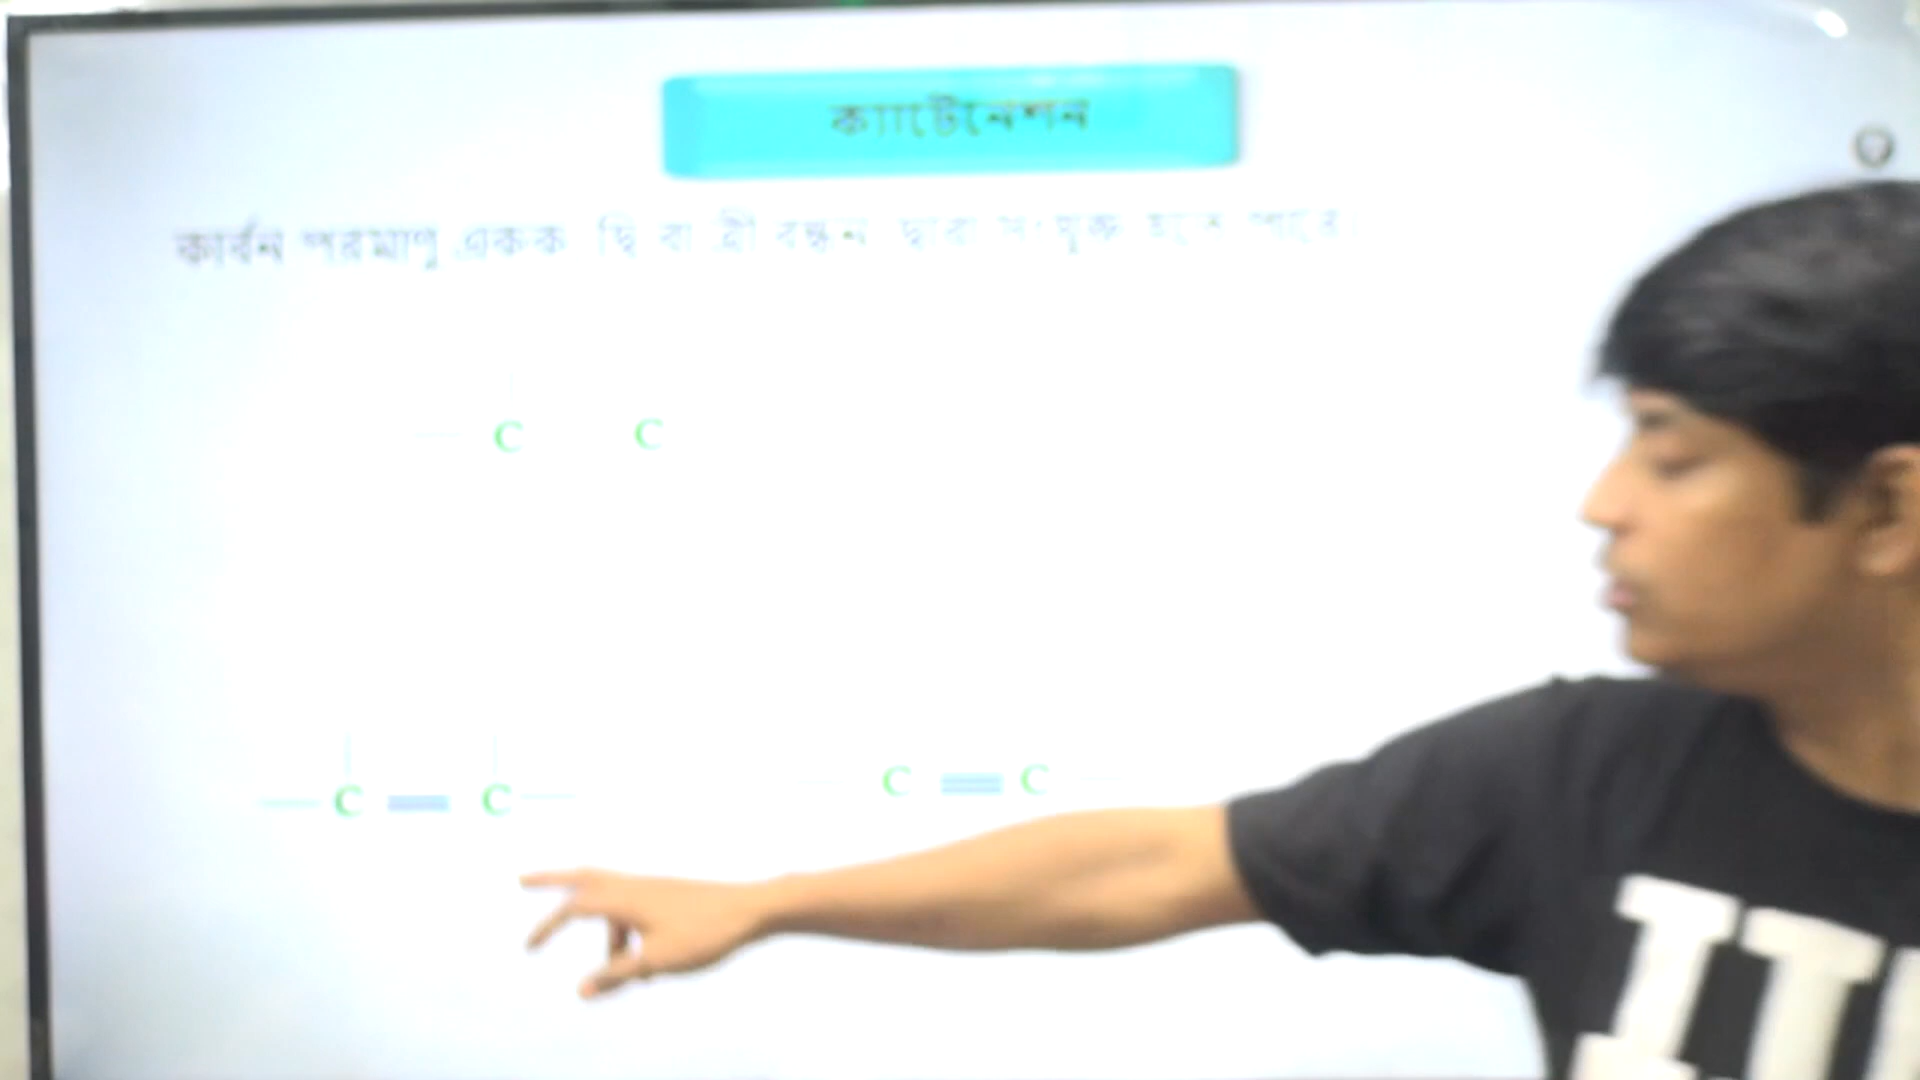 ক্যাটেনেশন
কার্বন পরমাণু একক দ্বি বা ত্রী বন্ধন দ্বারা সংযুক্ত হতে পারে।
C C
C C
C C